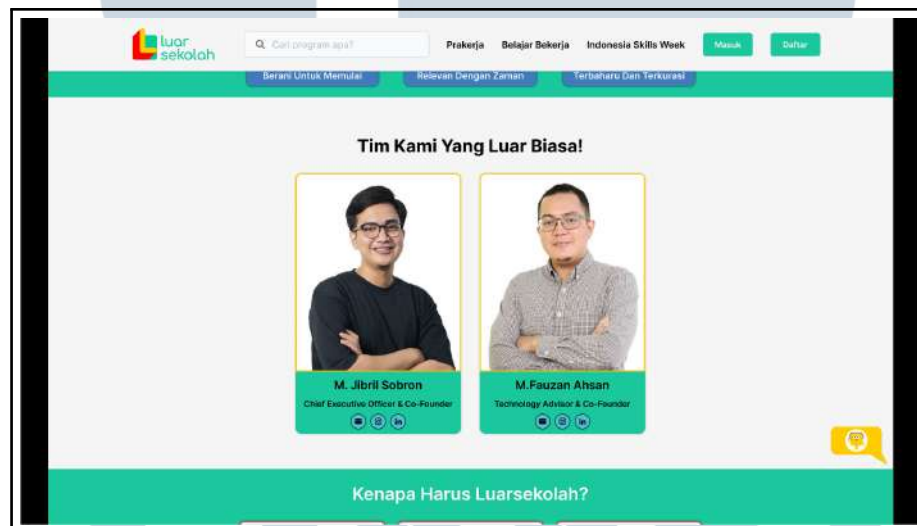 luar
sekolah
Cari program apa?
Prakerja
Belajar Bekerja
Indonesia Skills Week
Masuk
Daftar
Berani Untuk Memulai
Relevan Dengan Zaman
Terbaharu Dan Terkurasi
Tim Kami Yang Luar Biasa!
M. Jibril Sobron
Chief Executive Officer & Co-Founder
in
M.Fauzan Ahsan
Technology Advisor & Co-Founder
in
Kenapa Harus Luarsekolah?